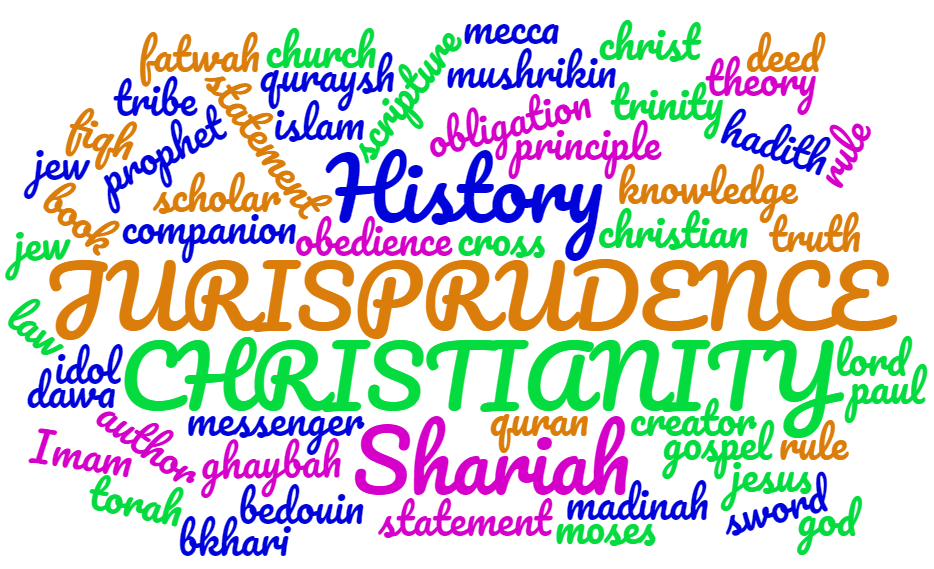 mecca
christ
fatwah
church
deed
scripture
quraysh
mushrikin
theory
tribe
statement
trinity
obligation
islam
hadith
rule
fiqh
prophet
principle
jew
History
knowledge
scholar
book
companion
obedience
cross
christian
truth
jew
JURISPRUDENCE
law
CHRISTIANITY
idol
lord
dawa
paul
messenger
quran
creator
author
Shariah
gospel
rule
Imam
ghaybah
jesus
torah
bedouin
madinah
sword
statement
moses
god
bkhari